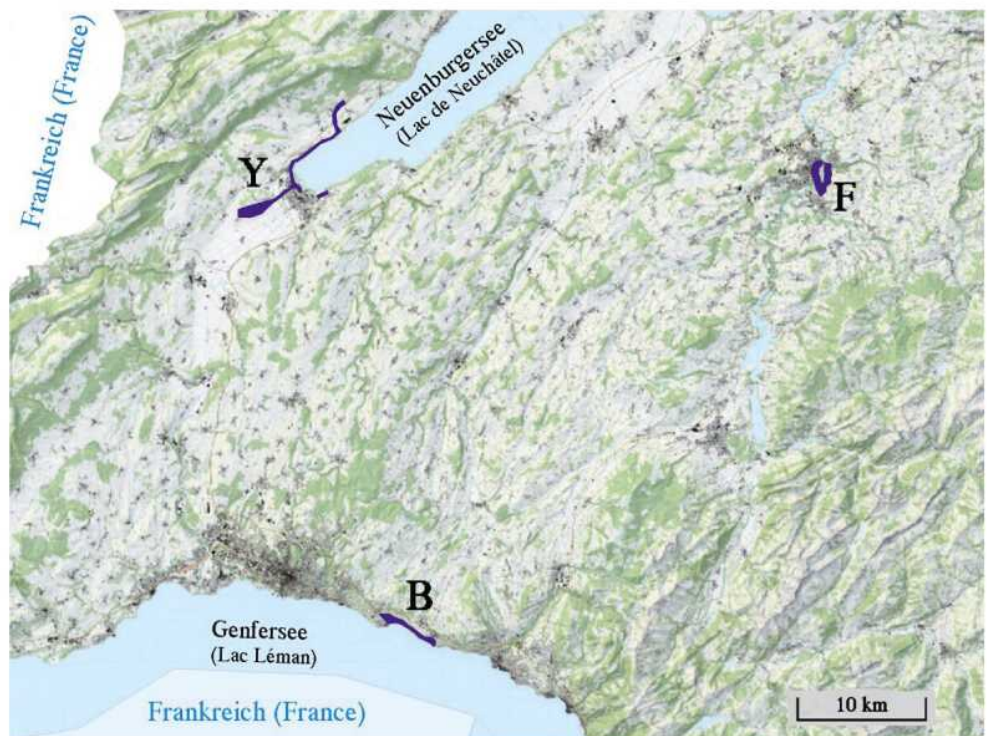 Frankreich (France)
Neuenburgersee
(Lac de Neuchâtel)
Y
F
B
Genfersee
(Lac Léman)
Frankreich (France)
10 km